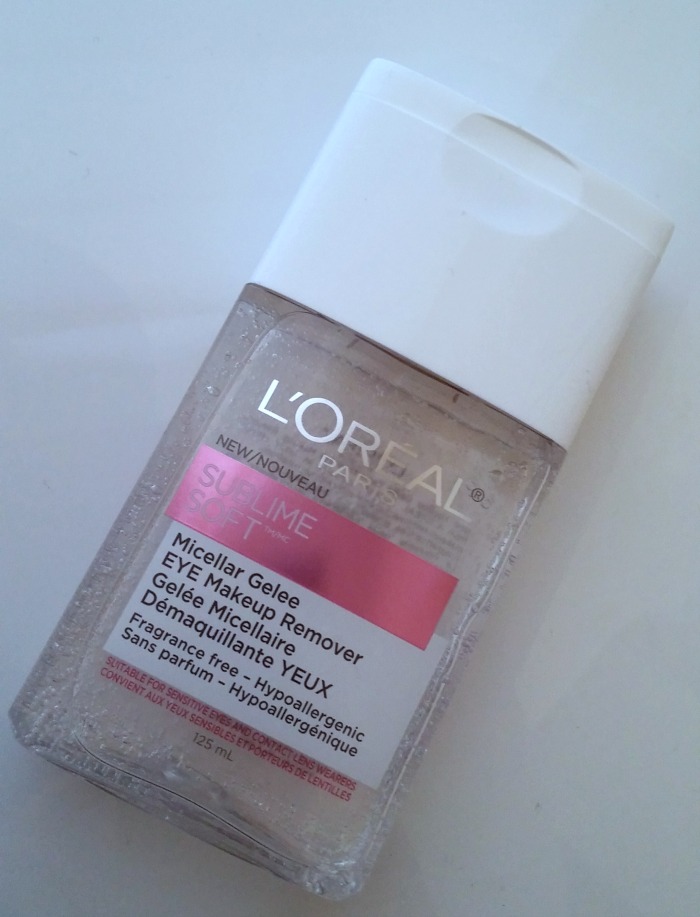 L'ORÉAL®
PARIS
NEW/NOUVEAU
SUBLIME
SOFT TM/MC
Micellar Gelee
EYE Makeup Remover
Gelée Micellaire
Démaquillante YEUX
Fragrance free - Hypoallergenic
Sans parfum - Hypoallergénique
SUITABLE FOR SENSITIVE EYES AND CONTACT LENS WEARERS
CONVIENT AUX YEUX SENSIBLES ET PORTEURS DE LENTILLES
125 mL